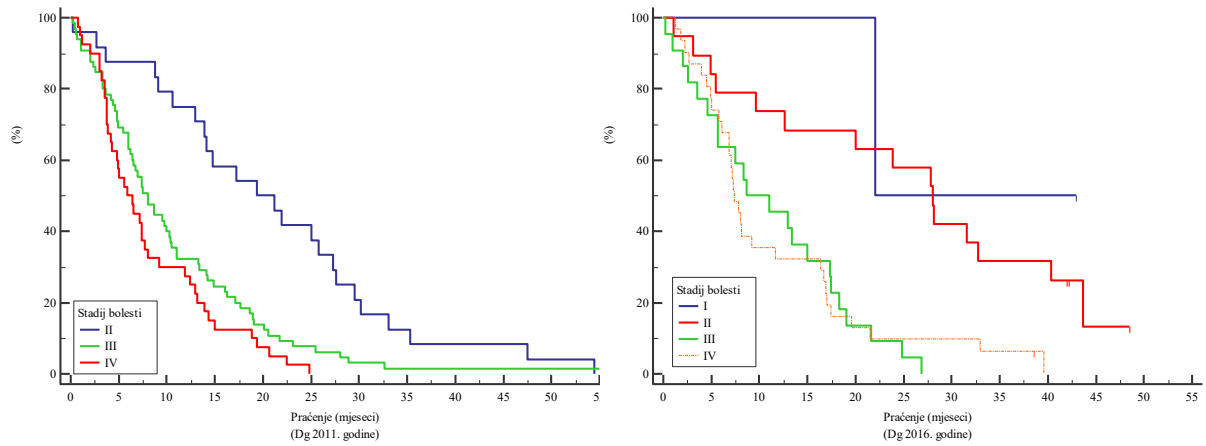 100
80
60
40
20
0
(%)
Stadij bolesti
II
III
IV
0 5 10 15 20 25 30 35 40 45 50 5
Praćenje (mjeseci)
(Dg 2011. godine)
100
80
60
40
20
0
(%)
Stadij bolesti
I
II
III
IV
0 5 10 15 20 25 30 35 40 45 50 55
Praćenje (mjeseci)
(Dg 2016. godine)